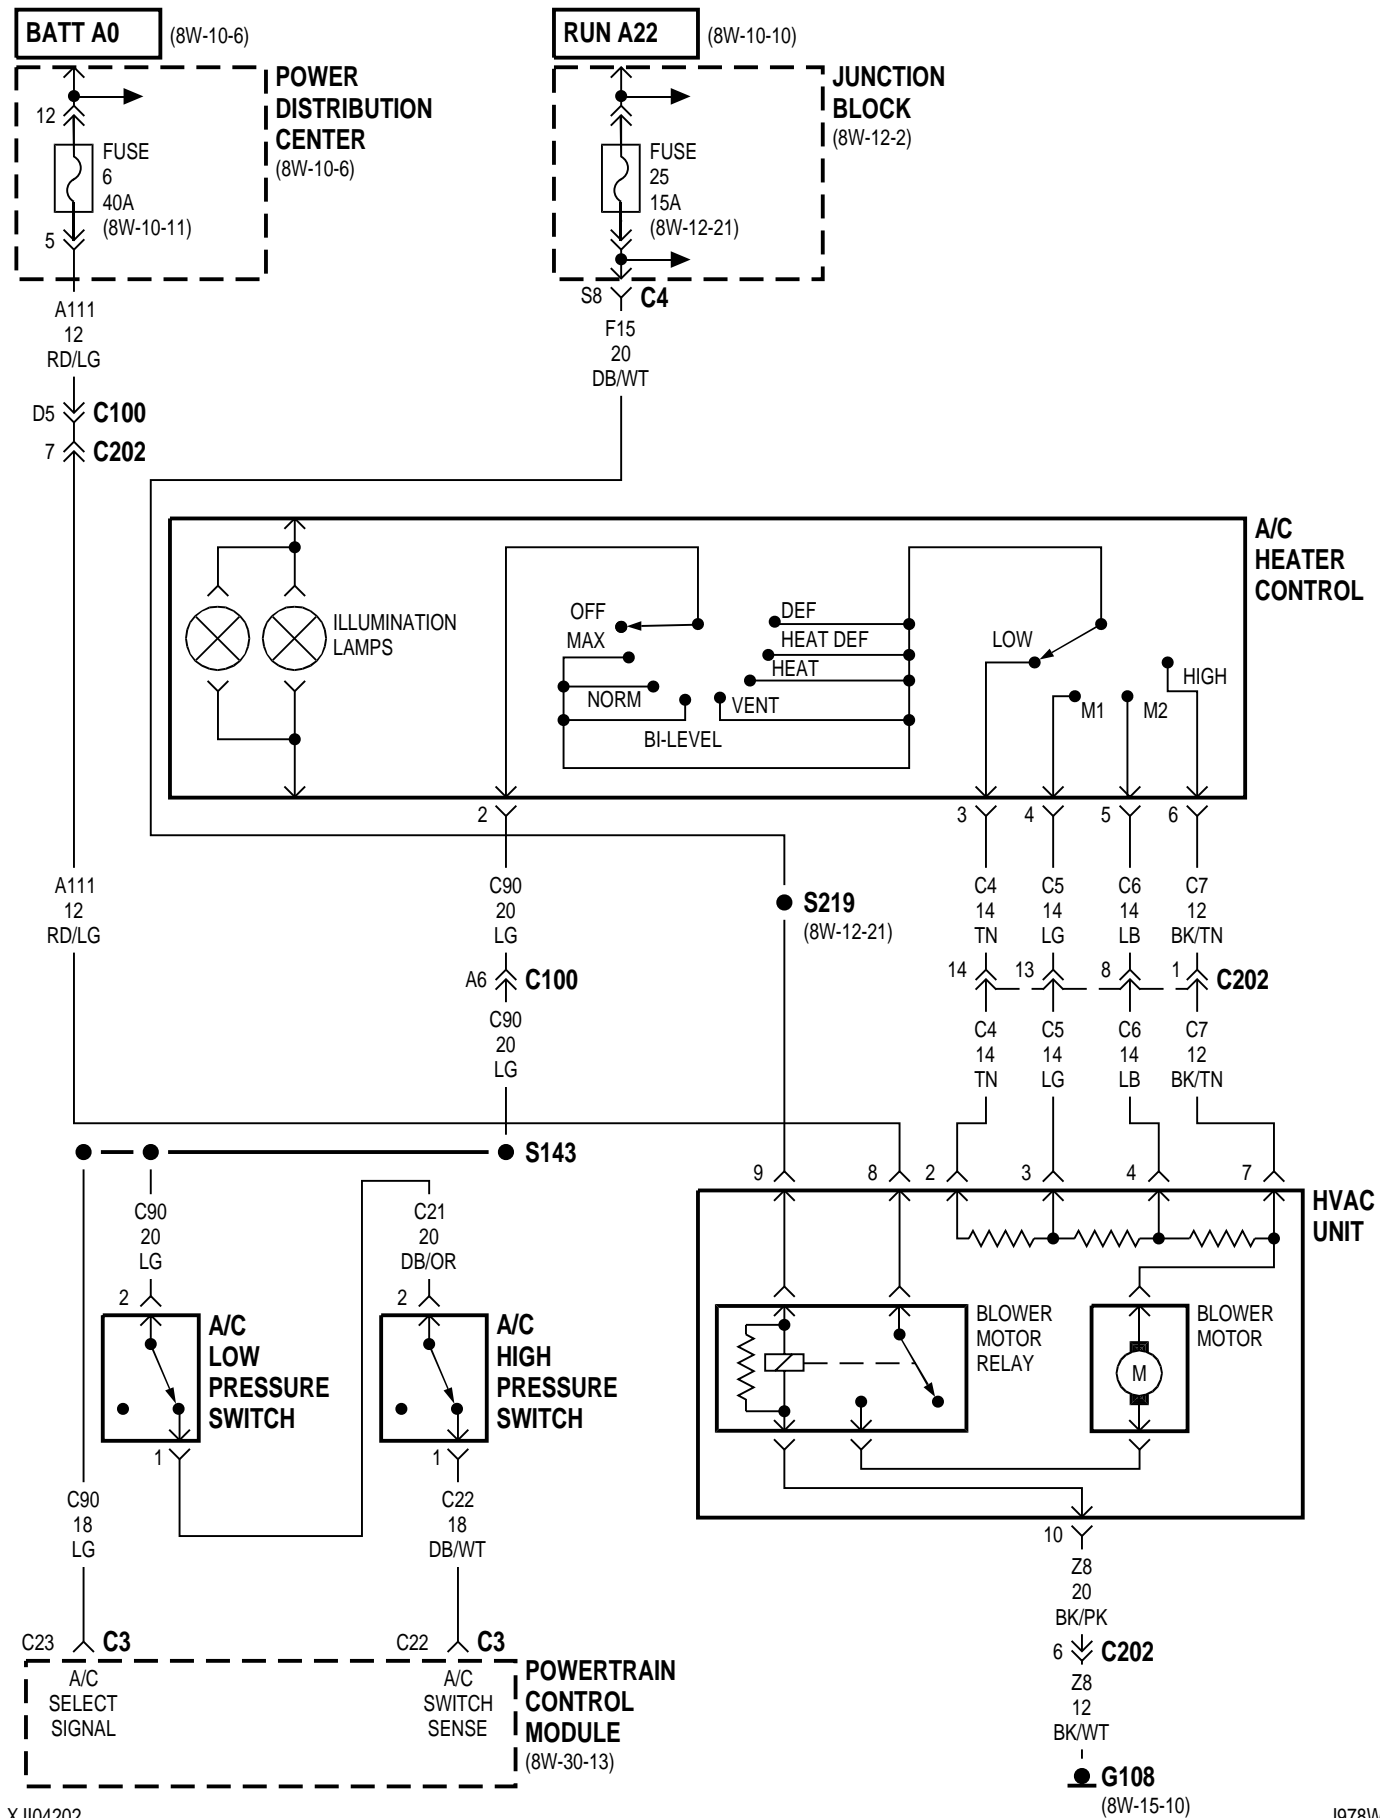 BATT A0
(8W-10-6)
RUN A22
(8W-10-10)
POWER
DISTRIBUTION
CENTER
(8W-10-6)
12
FUSE
6
40A
(8W-10-11)
5
JUNCTION
BLOCK
(8W-12-2)
FUSE
25
15A
(8W-12-21)
S8
C4
A111
12
RD/LG
F15
20
DB/WT
D5
C100
7
C202
A/C
HEATER
CONTROL
ILLUMINATION
LAMPS
OFF
MAX
NORM
BI-LEVEL
VENT
HEAT
HEAT DEF
DEF
LOW
M1
M2
HIGH
2
3
4
5
6
A111
12
RD/LG
C90
20
LG
S219
(8W-12-21)
C4
14
TN
C5
14
LG
C6
14
LB
C7
12
BK/TN
A6
C100
14
13
8
1
C202
C90
20
LG
C4
14
TN
C5
14
LG
C6
14
LB
C7
12
BK/TN
S143
9
8
2
3
4
7
HVAC
UNIT
C90
20
LG
C21
20
DB/OR
2
2
A/C
LOW
PRESSURE
SWITCH
A/C
HIGH
PRESSURE
SWITCH
BLOWER
MOTOR
RELAY
BLOWER
MOTOR
M
1
1
C90
18
LG
C22
18
DB/WT
10
Z8
20
BK/PK
C23
C3
C22
C3
6
C202
A/C
SELECT
SIGNAL
A/C
SWITCH
SENSE
POWERTRAIN
CONTROL
MODULE
(8W-30-13)
Z8
12
BK/WT
G108
(8W-15-10)
XJI04202
J978W